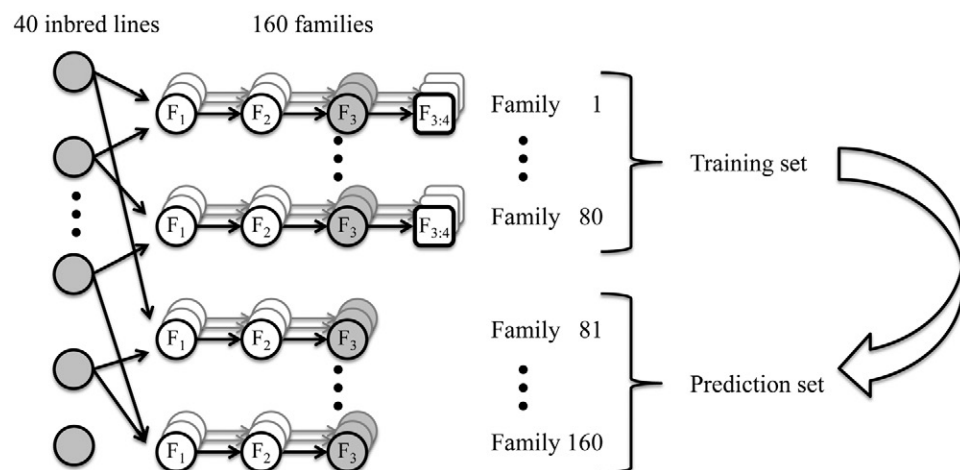 40 inbred lines 160 families
F1 F2 F3 F3:4 Family 1
Training set
F1 F2 F3 F3:4 Family 80
F1 F2 F3 Family 81
Prediction set
F1 F2 F3 Family 160